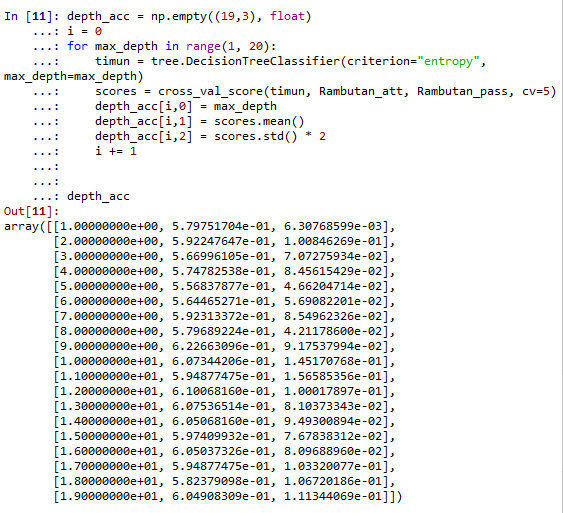 In [11]: depth_acc = np.empty((19,3), float)
    ...: i = 0
    ...: for max_depth in range(1, 20):
    ...:     timun = tree.DecisionTreeClassifier(criterion="entropy",
max_depth=max_depth)
    ...:     scores = cross_val_score(timun, Rambutan_att, Rambutan_pass, cv=5)
    ...:     depth_acc[i,0] = max_depth
    ...:     depth_acc[i,1] = scores.mean()
    ...:     depth_acc[i,2] = scores.std() * 2
    ...:     i += 1
    ...:
    ...:
    ...: depth_acc
Out[11]:
array([[1.00000000e+00, 5.79751704e-01, 6.30768599e-03],
       [2.00000000e+00, 5.92247647e-01, 1.00846269e-01],
       [3.00000000e+00, 5.66996105e-01, 7.07275934e-02],
       [4.00000000e+00, 5.74782538e-01, 8.45615429e-02],
       [5.00000000e+00, 5.56837877e-01, 4.66204714e-02],
       [6.00000000e+00, 5.64465271e-01, 5.69082201e-02],
       [7.00000000e+00, 5.92313372e-01, 8.54962326e-02],
       [8.00000000e+00, 5.79689224e-01, 4.21178600e-02],
       [9.00000000e+00, 6.22663096e-01, 9.17537994e-02],
       [1.00000000e+01, 6.07344206e-01, 1.45170768e-01],
       [1.10000000e+01, 5.94877475e-01, 1.56585356e-01],
       [1.20000000e+01, 6.10068160e-01, 1.00017897e-01],
       [1.30000000e+01, 6.07536514e-01, 8.10373343e-02],
       [1.40000000e+01, 6.05068160e-01, 9.49300894e-02],
       [1.50000000e+01, 5.97409932e-01, 7.67838312e-02],
       [1.60000000e+01, 6.05037326e-01, 8.09968960e-02],
       [1.70000000e+01, 5.94877475e-01, 1.03320077e-01],
       [1.80000000e+01, 5.82379098e-01, 1.06720186e-01],
       [1.90000000e+01, 6.04908309e-01, 1.11344069e-01]])